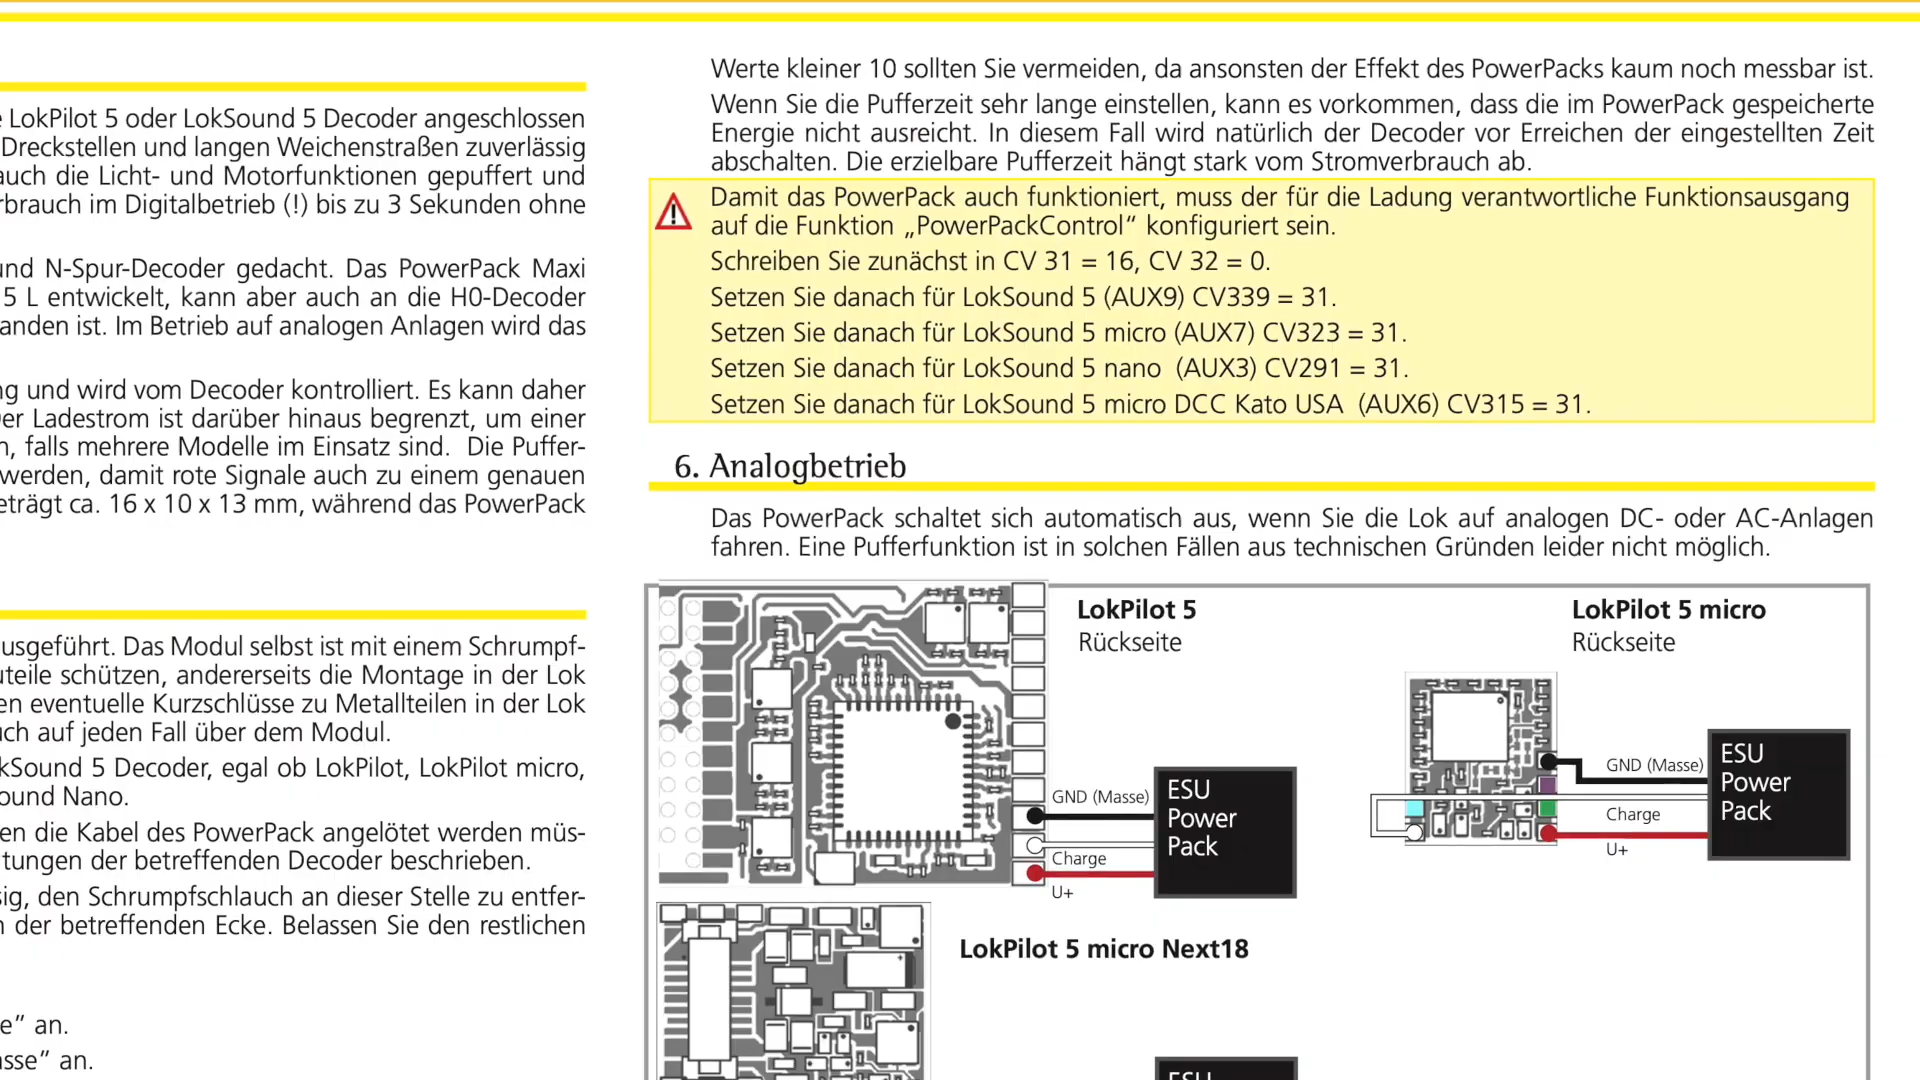 LokPilot 5 oder LokSound 5 Decoder angeschlossen
Dreckstellen und langen Weichenstraßen zuverlässig
auch die Licht- und Motorfunktionen gepuffert und
rbrauch im Digitalbetrieb (!) bis zu 3 Sekunden ohne
und N-Spur-Decoder gedacht. Das PowerPack Maxi
5 L entwickelt, kann aber auch an die H0-Decoder
anden ist. Im Betrieb auf analogen Anlagen wird das
ng und wird vom Decoder kontrolliert. Es kann daher
Der Ladestrom ist darüber hinaus begrenzt, um einer
n, falls mehrere Modelle im Einsatz sind. Die Puffer-
werden, damit rote Signale auch zu einem genauen
eträgt ca. 16 x 10 x 13 mm, während das PowerPack
usgeführt. Das Modul selbst ist mit einem Schrumpf-
uteile schützen, andererseits die Montage in der Lok
en eventuelle Kurzschlüsse zu Metallteilen in der Lok
uch auf jeden Fall über dem Modul.
kSound 5 Decoder, egal ob LokPilot, LokPilot micro,
ound Nano.
en die Kabel des PowerPack angelötet werden müs-
tungen der betreffenden Decoder beschrieben.
sig, den Schrumpfschlauch an dieser Stelle zu entfer-
n der betreffenden Ecke. Belassen Sie den restlichen
e” an.
asse” an.
Werte kleiner 10 sollten Sie vermeiden, da ansonsten der Effekt des PowerPacks kaum noch messbar ist.
Wenn Sie die Pufferzeit sehr lange einstellen, kann es vorkommen, dass die im PowerPack gespeicherte
Energie nicht ausreicht. In diesem Fall wird natürlich der Decoder vor Erreichen der eingestellten Zeit
abschalten. Die erzielbare Pufferzeit hängt stark vom Stromverbrauch ab.
Damit das PowerPack auch funktioniert, muss der für die Ladung verantwortliche Funktionsausgang
auf die Funktion „PowerPackControl“ konfiguriert sein.
Schreiben Sie zunächst in CV 31 = 16, CV 32 = 0.
Setzen Sie danach für LokSound 5 (AUX9) CV339 = 31.
Setzen Sie danach für LokSound 5 micro (AUX7) CV323 = 31.
Setzen Sie danach für LokSound 5 nano (AUX3) CV291 = 31.
Setzen Sie danach für LokSound 5 micro DCC Kato USA (AUX6) CV315 = 31.
6. Analogbetrieb
Das PowerPack schaltet sich automatisch aus, wenn Sie die Lok auf analogen DC- oder AC-Anlagen
fahren. Eine Pufferfunktion ist in solchen Fällen aus technischen Gründen leider nicht möglich.
LokPilot 5
Rückseite
GND (Masse)
Charge
U+
ESU
Power
Pack
LokPilot 5 micro
Rückseite
GND (Masse)
Charge
U+
ESU
Power
Pack
LokPilot 5 micro Next18
ESU